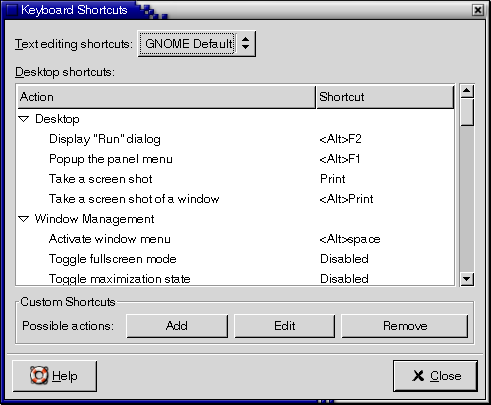 Keyboard Shortcuts
Text editing shortcuts: GNOME Default
Desktop shortcuts:
Action Shortcut
Desktop
Display "Run" dialog <Alt>F2
Popup the panel menu <Alt>F1
Take a screen shot Print
Take a screen shot of a window <Alt>Print
Window Management
Activate window menu <Alt>space
Toggle fullscreen mode Disabled
Toggle maximization state Disabled
Custom Shortcuts
Possible actions: Add Edit Remove
Help Close